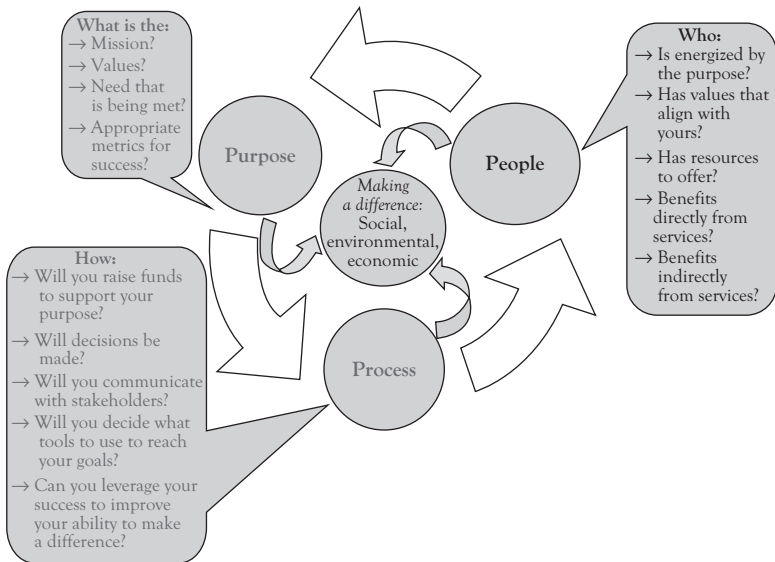 What is the:
→ Mission?
→ Values?
→ Need that
is being met?
→ Appropriate
metrics for
success?
Purpose
People
Who:
→ Is energized by
the purpose?
→ Has values that
align with
yours?
→ Has resources
to offer?
→ Benefits
directly from
services?
→ Benefits
indirectly
from services?
Making
a difference:
Social,
environmental,
economic
How:
→ Will you raise funds
to support your
purpose?
→ Will decisions be
made?
→ Will you communicate
with stakeholders?
→ Will you decide what
tools to use to reach
your goals?
→ Can you leverage your
success to improve
your ability to make
a difference?
Process